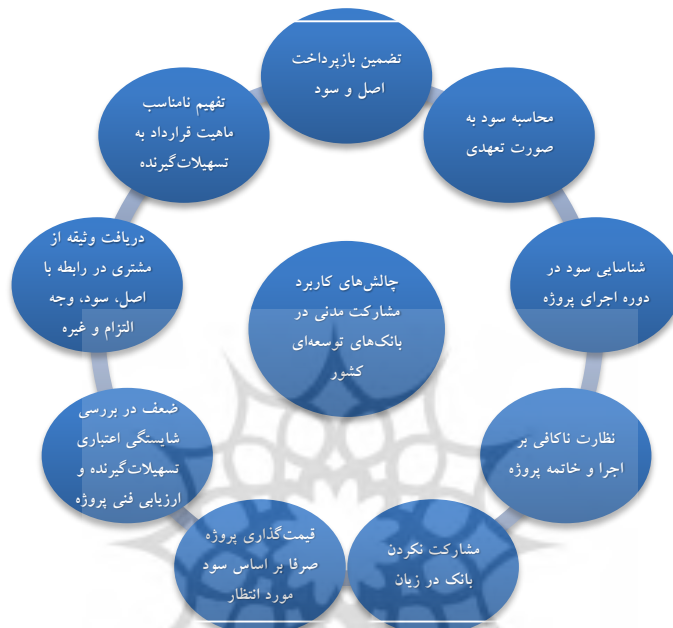 تضمین بازپرداخت
اصل و سود
محاسبه سود به
صورت تعهدی
شناسایی سود در
دوره اجرای پروژه
نظارت ناکافی بر
اجرا و خاتمه پروژه
مشارکت نکردن
بانک در زیان
قیمت‌گذاری پروژه
صرفا بر اساس سود
مورد انتظار
ضعف در بررسی
شایستگی اعتباری
تسهیلات‌گیرنده و
ارزیابی فنی پروژه
دریافت وثیقه از
مشتری در رابطه با
اصل، سود، وجه
التزام و غیره
تفهیم نامناسب
ماهیت قرارداد به
تسهیلات‌گیرنده
چالش‌های کاربرد
مشارکت مدنی در
بانک‌های توسعه‌ای
کشور